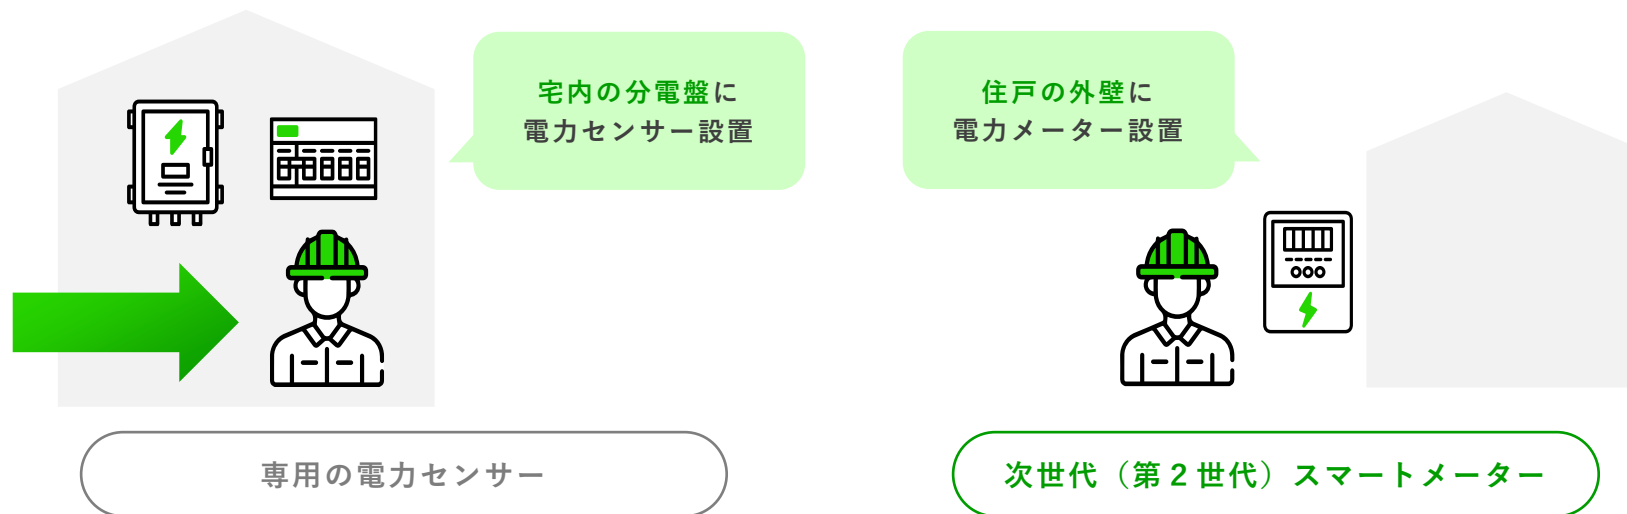 宅内の分電盤に
電力センサー設置
住戸の外壁に
電力メーター設置
専用の電力センサー
次世代（第２世代）スマートメーター